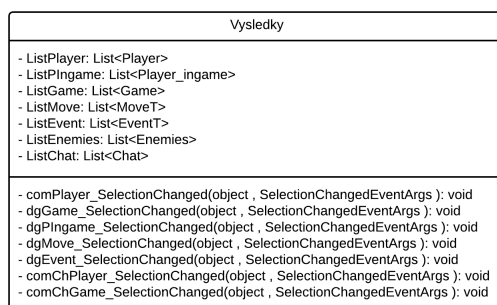 Vysledky
- ListPlayer: List<Player>
- ListPIngame: List<Player_ingame>
- ListGame: List<Game>
- ListMove: List<MoveT>
- ListEvent: List<EventT>
- ListEnemies: List<Enemies>
- ListChat: List<Chat>
- comPlayer_SelectionChanged(object , SelectionChangedEventArgs ): void
- dgGame_SelectionChanged(object , SelectionChangedEventArgs ): void
- dgPIngame_SelectionChanged(object , SelectionChangedEventArgs ): void
- dgMove_SelectionChanged(object , SelectionChangedEventArgs ): void
- dgEvent_SelectionChanged(object , SelectionChangedEventArgs ): void
- comChPlayer_SelectionChanged(object , SelectionChangedEventArgs ): void
- comChGame_SelectionChanged(object , SelectionChangedEventArgs ): void